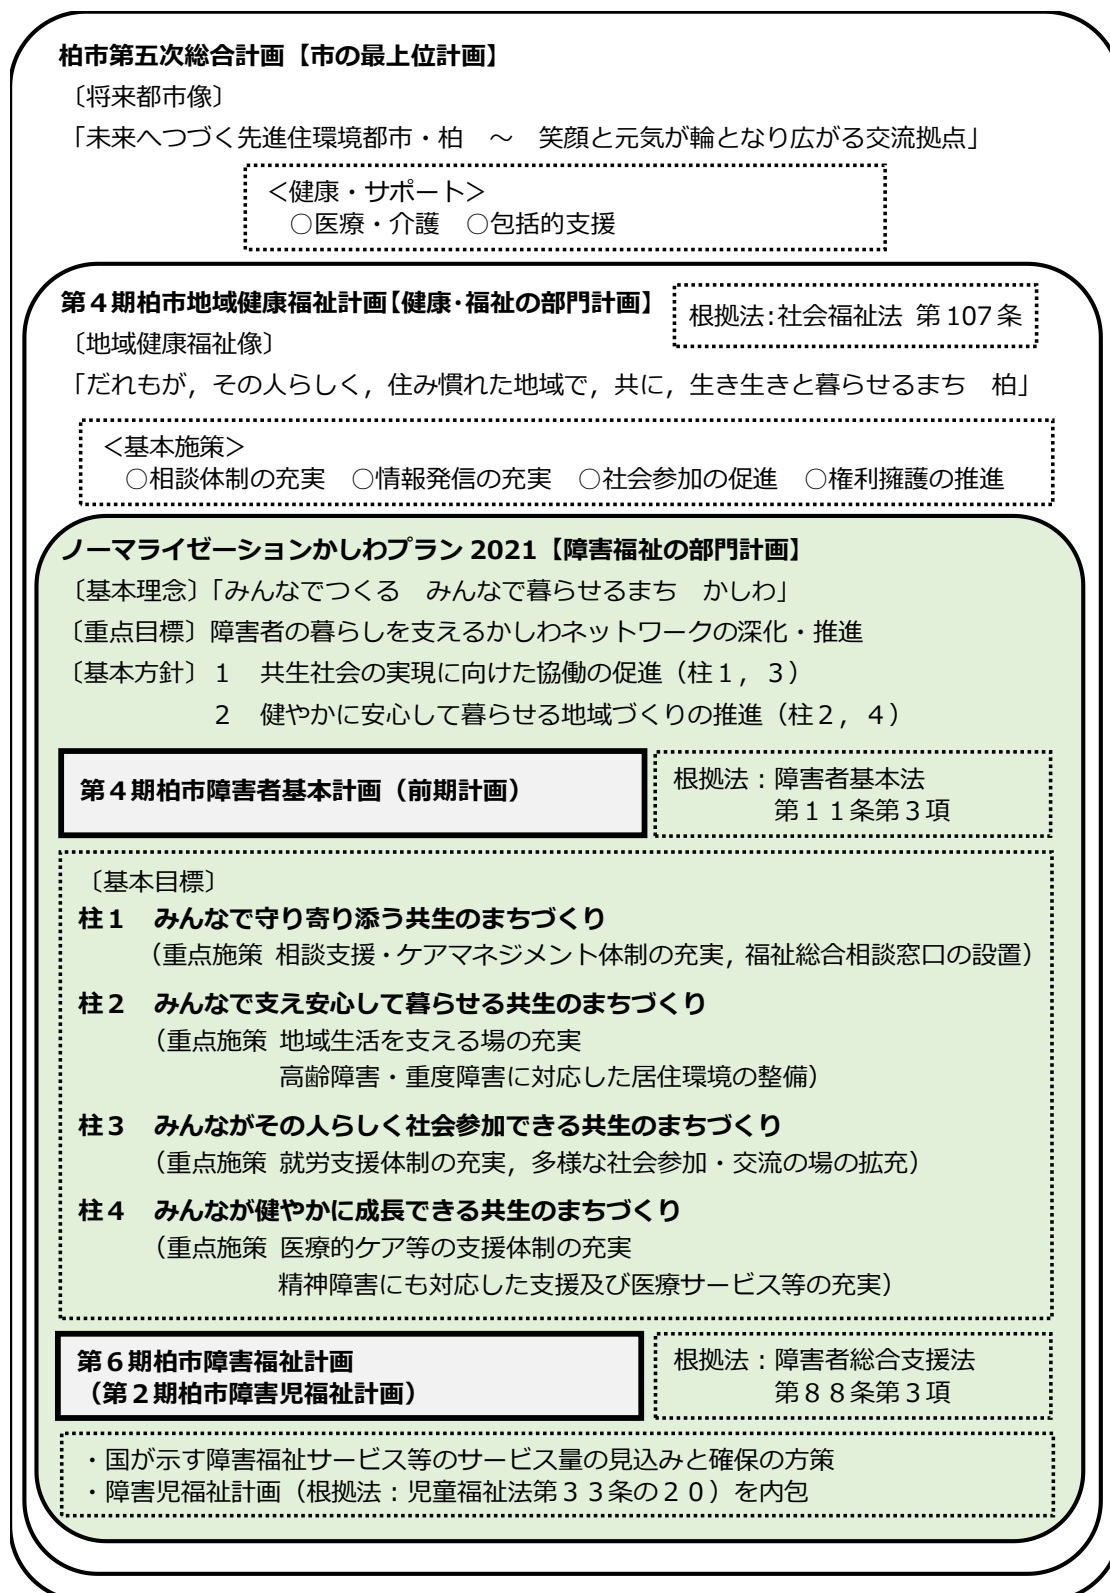 柏市第五次総合計画【市の最上位計画】
〔将来都市像〕
「未来へつづく先進住環境都市・柏　～　笑顔と元気が輪となり広がる交流拠点」
＜健康・サポート＞
○医療・介護　○包括的支援
第４期柏市地域健康福祉計画【健康･福祉の部門計画】
根拠法:社会福祉法 第107条
〔地域健康福祉像〕
「だれもが，その人らしく，住み慣れた地域で，共に，生き生きと暮らせるまち　柏」
＜基本施策＞
○相談体制の充実　○情報発信の充実　○社会参加の促進　○権利擁護の推進
ノーマライゼーションかしわプラン 2021【障害福祉の部門計画】
〔基本理念〕「みんなでつくる　みんなで暮らせるまち　かしわ」
〔重点目標〕障害者の暮らしを支えるかしわネットワークの深化・推進
〔基本方針〕１　共生社会の実現に向けた協働の促進（柱１，３）
２　健やかに安心して暮らせる地域づくりの推進（柱２，４）
第４期柏市障害者基本計画（前期計画）
根拠法：障害者基本法
第１１条第３項
〔基本目標〕
柱１　みんなで守り寄り添う共生のまちづくり
（重点施策 相談支援・ケアマネジメント体制の充実，福祉総合相談窓口の設置）
柱２　みんなで支え安心して暮らせる共生のまちづくり
（重点施策 地域生活を支える場の充実
高齢障害・重度障害に対応した居住環境の整備）
柱３　みんながその人らしく社会参加できる共生のまちづくり
（重点施策 就労支援体制の充実，多様な社会参加・交流の場の拡充）
柱４　みんなが健やかに成長できる共生のまちづくり
（重点施策 医療的ケア等の支援体制の充実
精神障害にも対応した支援及び医療サービス等の充実）
第６期柏市障害福祉計画
（第２期柏市障害児福祉計画）
根拠法：障害者総合支援法
第８８条第３項
・国が示す障害福祉サービス等のサービス量の見込みと確保の方策
・障害児福祉計画（根拠法：児童福祉法第３３条の２０）を内包